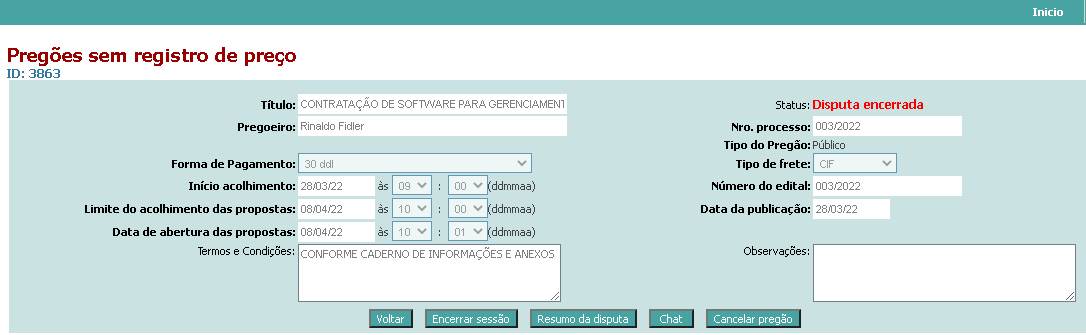 Inicio
Pregões sem registro de preço
ID: 3863
Título: CONTRATAÇÃO DE SOFTWARE PARA GERENCIAMENT Status: Disputa encerrada
Pregoeiro: Rinaldo Fidler Nro. processo: 003/2022
Tipo do Pregão: Público
Forma de Pagamento: 30 ddl Tipo de frete: CIF
Início acolhimento: 28/03/22 às 09 : 00 (ddmmaa) Número do edital: 003/2022
Limite do acolhimento das propostas: 08/04/22 às 10 : 00 (ddmmaa) Data da publicação: 28/03/22
Data de abertura das propostas: 08/04/22 às 10 : 01 (ddmmaa)
Termos e Condições: CONFORME CADERNO DE INFORMAÇÕES E ANEXOS Observações:
Voltar Encerrar sessão Resumo da disputa Chat Cancelar pregão